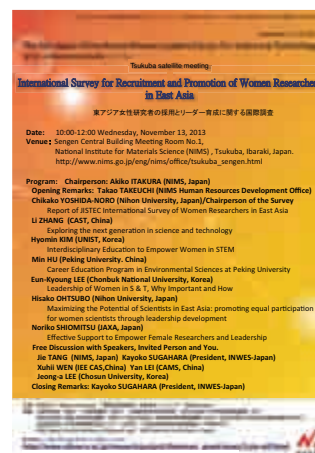 Tsukuba satellite meeting
International Survey for Recruitment and Promotion of Women Researcher
in East Asia
東アジア女性研究者の採用とリーダー育成に関する国際調査
Date: 10:00-12:00 Wednesday, November 13, 2013
Venue: Sengen Central Building Meeting Room No.1,
National Institute for Materials Science (NIMS) , Tsukuba, Ibaraki, Japan.
http://www.nims.go.jp/eng/nims/office/tsukuba_sengen.html
Program: Chairperson: Akiko ITAKURA (NIMS, Japan)
Opening Remarks: Takao TAKEUCHI (NIMS Human Resources Development Office)
Chikako YOSHIDA-NORO (Nihon University, Japan)/Chairperson of the Survey
Report of JISTEC International Survey of Women Researchers in East Asia
Li ZHANG (CAST, China)
Exploring the next generation in science and technology
Hyomin KIM (UNIST, Korea)
Interdisciplinary Education to Empower Women in STEM
Min HU (Peking University. China)
Career Education Program in Environmental Sciences at Peking University
Eun-Kyoung LEE (Chonbuk National University, Korea)
Leadership of Women in S & T, Why Important and How
Hisako OHTSUBO (Nihon University, Japan)
Maximizing the Potential of Scientists in East Asia: promoting equal participation
for women scientists through leadership development
Noriko SHIOMITSU (JAXA, Japan)
Effective Support to Empower Female Researchers and Leadership
Free Discussion with Speakers, Invited Person and You.
Jie TANG (NIMS, Japan) Kayoko SUGAHARA (President, INWES-Japan)
Xuhii WEN (IEE CAS,China) Yan LEI (CAMS, China)
Jeong-a LEE (Chosun University, Korea)
Closing Remarks: Kayoko SUGAHARA (President, INWES-Japan)